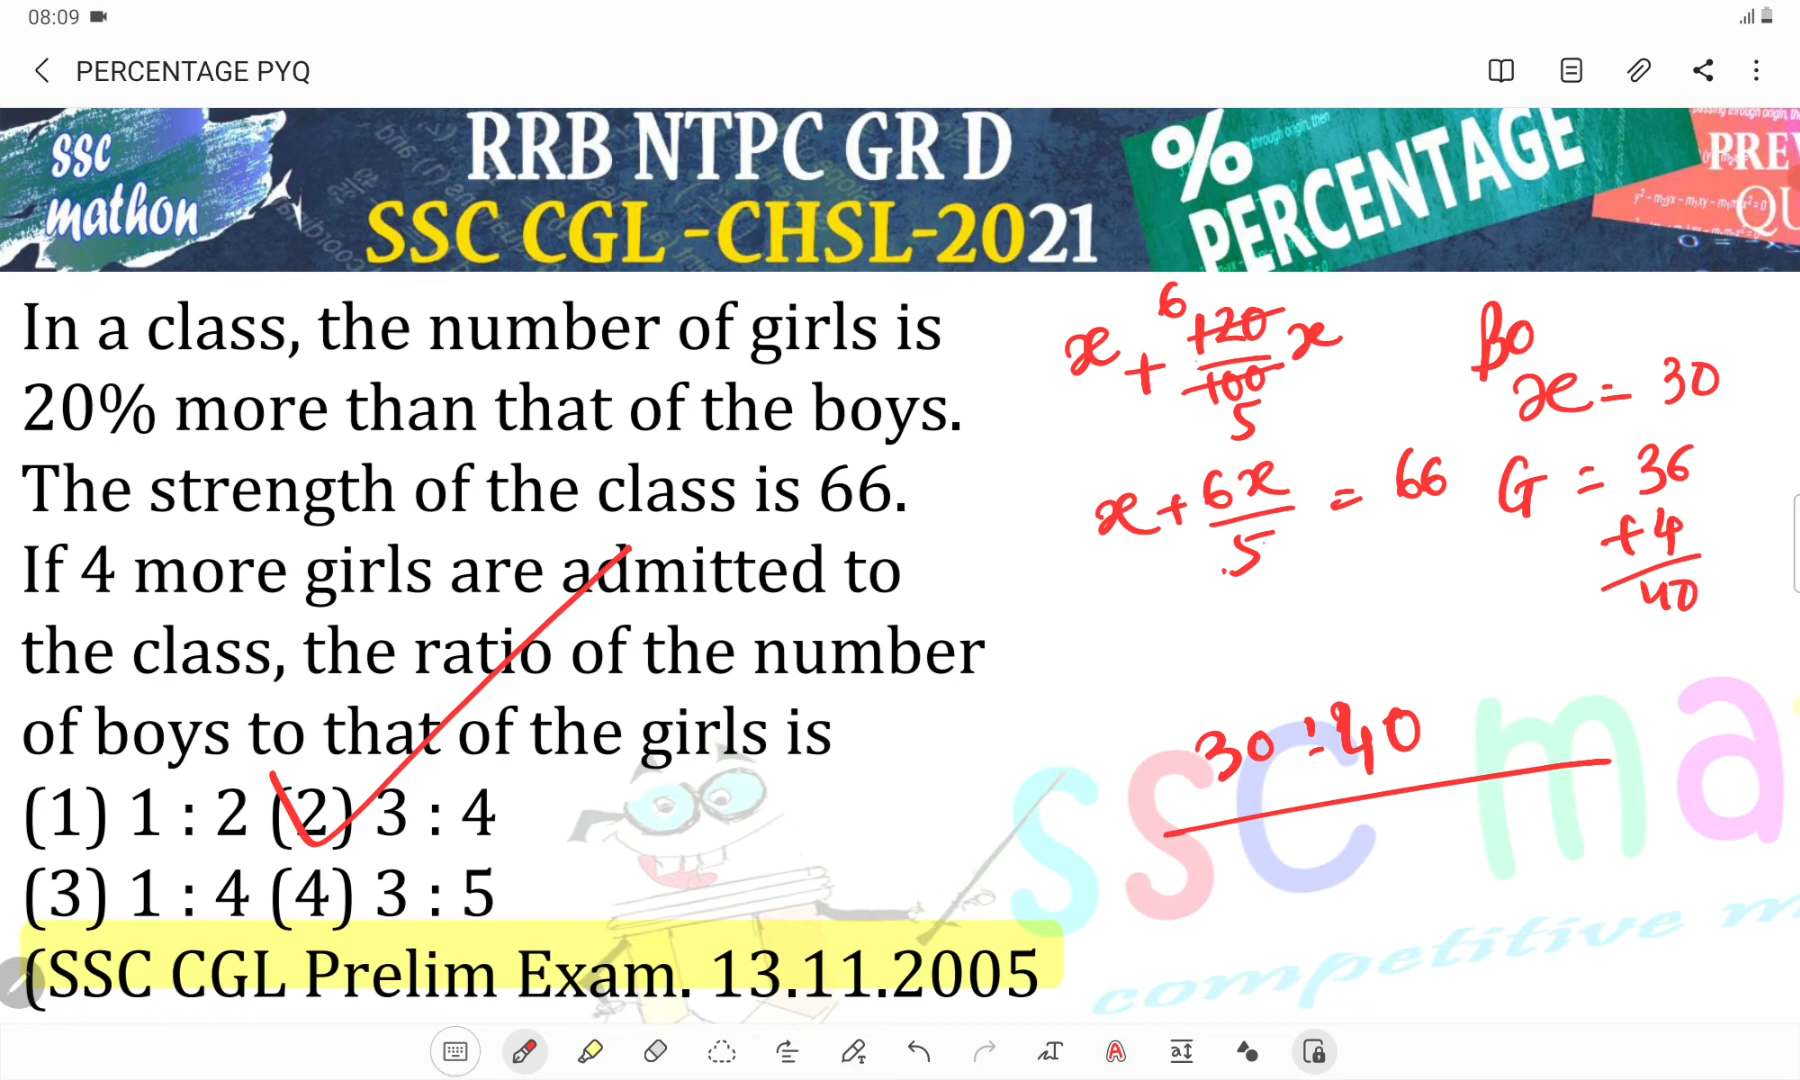 08:09
PERCENTAGE PYQ
SSC
mathon
RRB NTPC GR D
SSC CGL -CHSL-2021
%
PERCENTAGE
PRE
QU
In a class, the number of girls is
20% more than that of the boys.
The strength of the class is 66.
If 4 more girls are admitted to
the class, the ratio of the number
of boys to that of the girls is
(1) 1 : 2 (2) 3 : 4
(3) 1 : 4 (4) 3 : 5
(SSC CGL Prelim Exam. 13.11.2005
6
x + 120/100 x
5
x + 6x/5 = 66
Bo
x = 30
G = 36
+4
40
30 : 40
SSC ma
competitive m